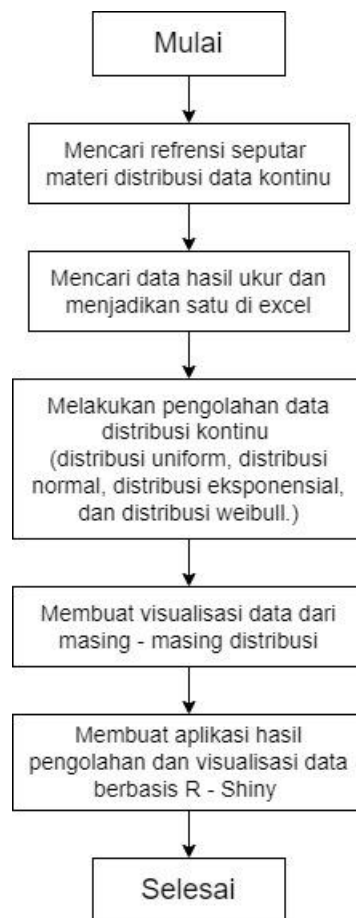 Mulai
Mencari refrensi seputar
materi distribusi data kontinu
Mencari data hasil ukur dan
menjadikan satu di excel
Melakukan pengolahan data
distribusi kontinu
(distribusi uniform, distribusi
normal, distribusi eksponensial,
dan distribusi weibull.)
Membuat visualisasi data dari
masing - masing distribusi
Membuat aplikasi hasil
pengolahan dan visualisasi data
berbasis R - Shiny
Selesai